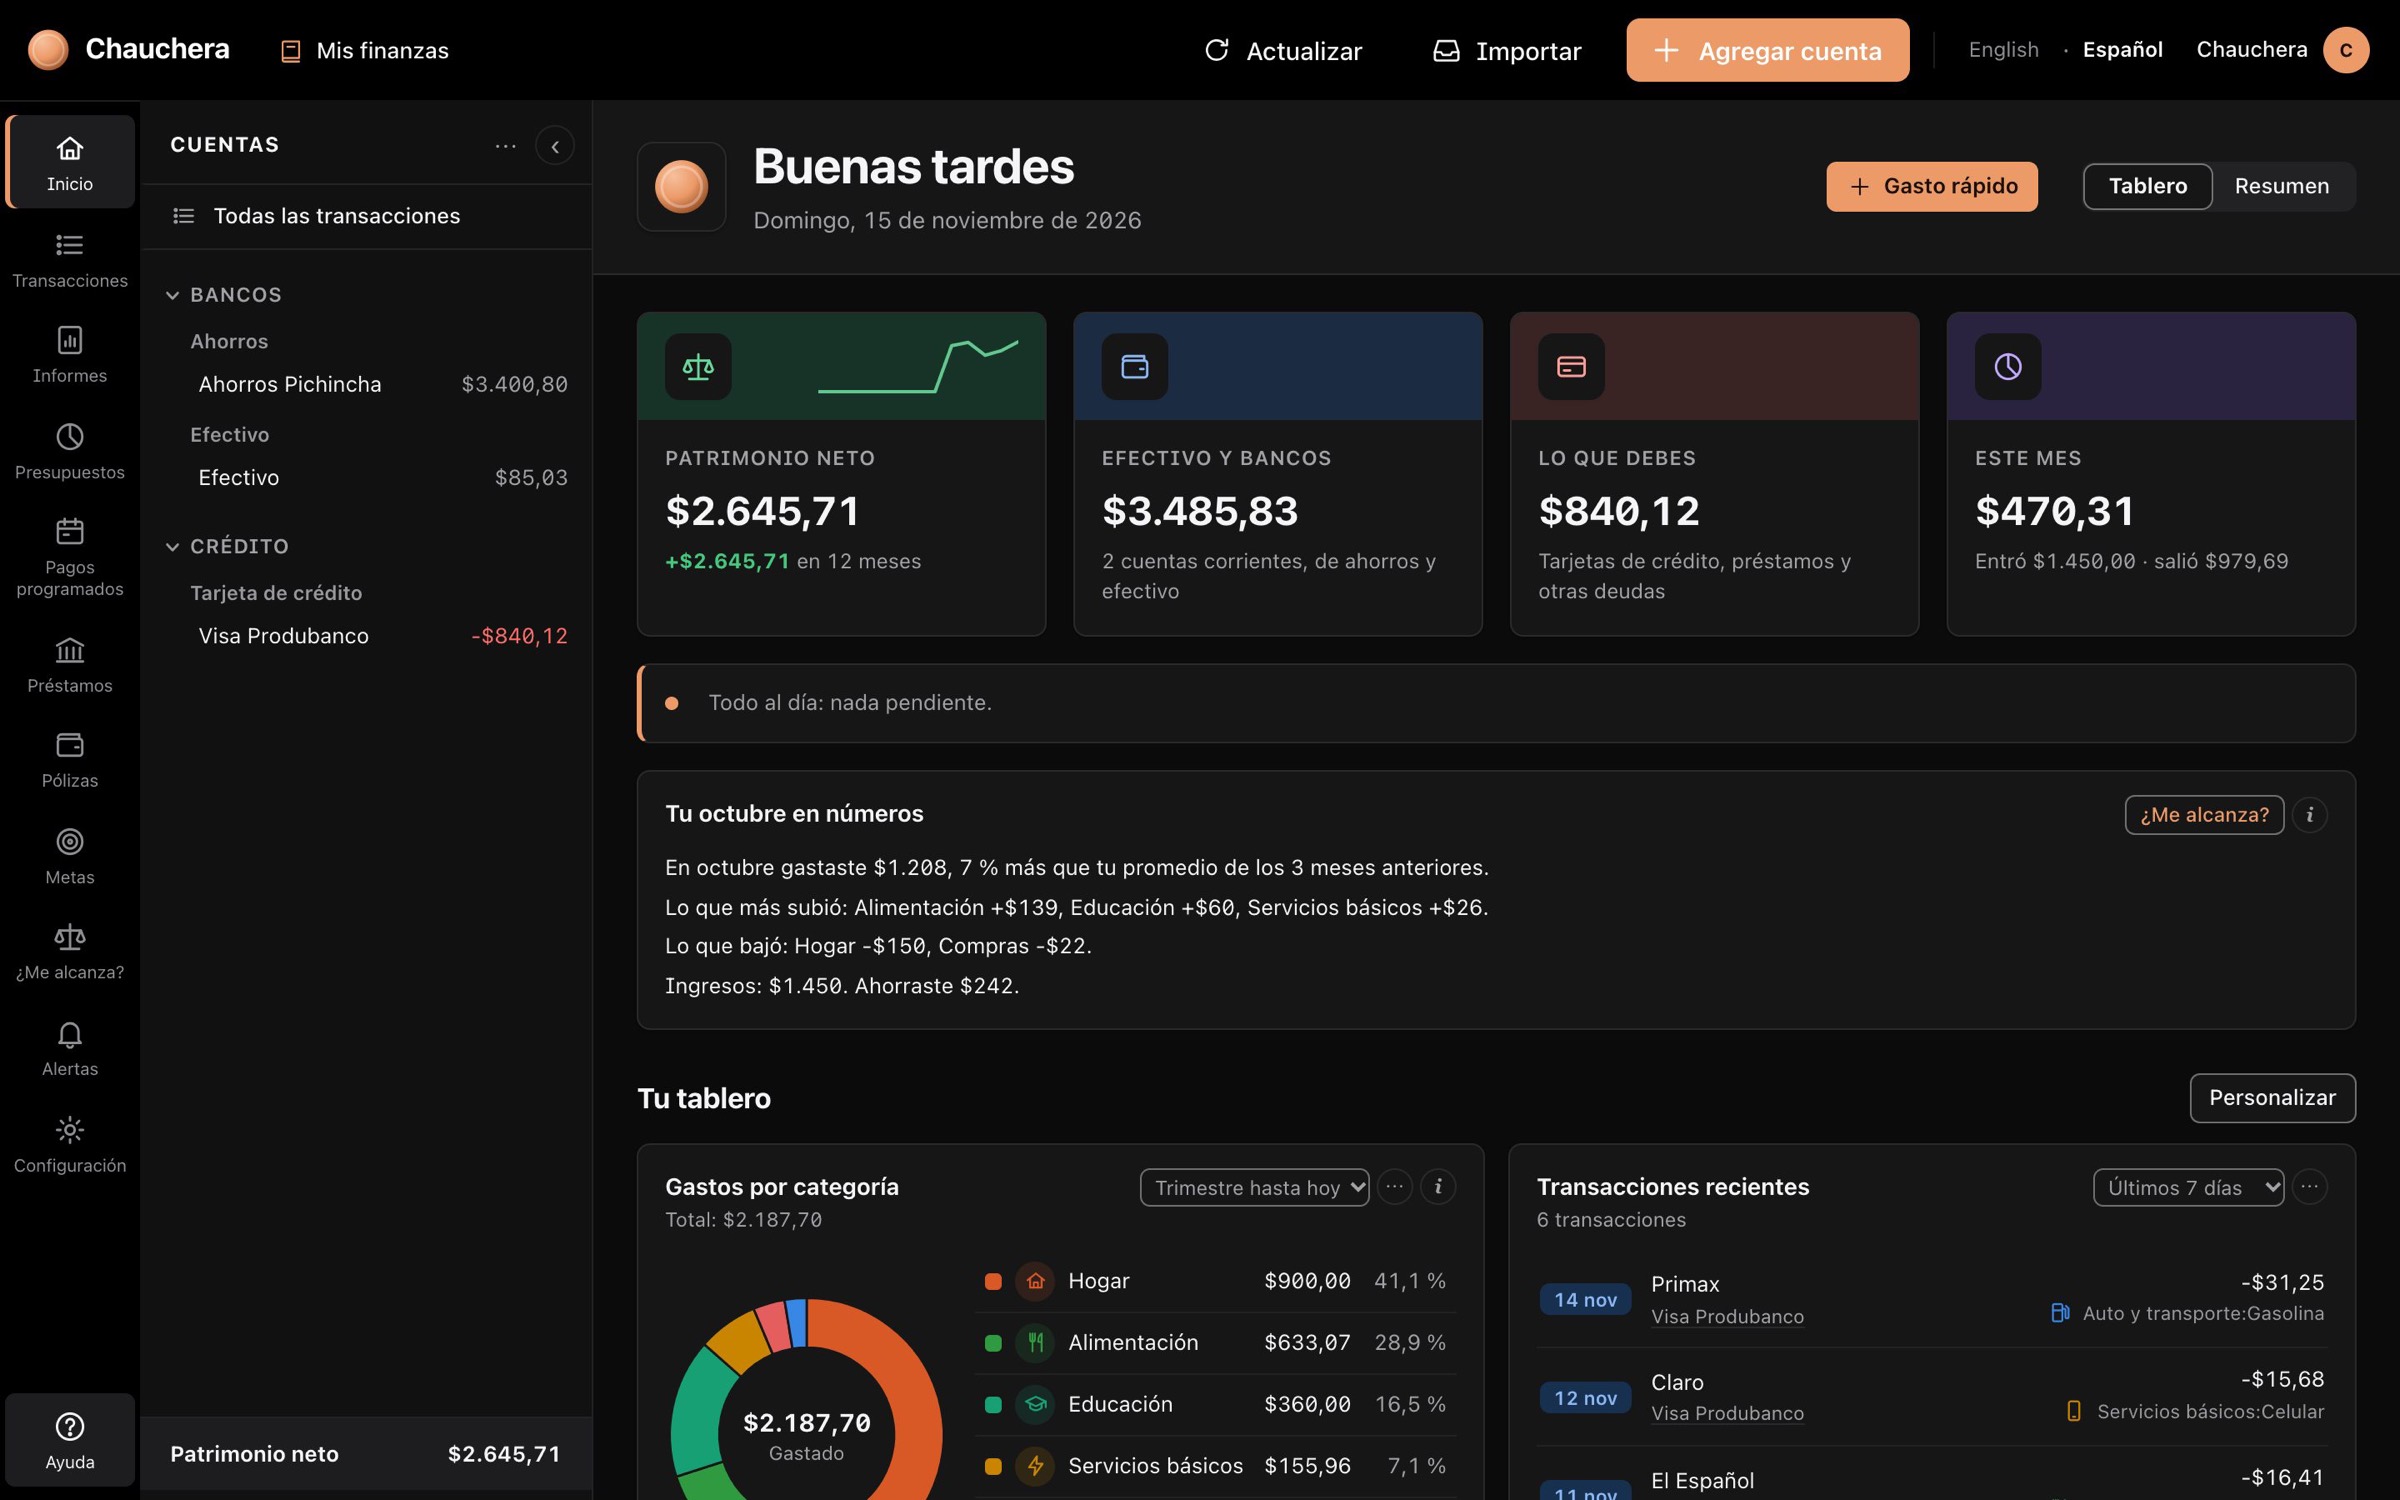 Chauchera
Mis finanzas
Actualizar
Importar
Agregar cuenta
English · Español
Chauchera
C
Inicio
Transacciones
Informes
Presupuestos
Pagos
programados
Préstamos
Pólizas
Metas
¿Me alcanza?
Alertas
Configuración
Ayuda
CUENTAS
Todas las transacciones
BANCOS
Ahorros
Ahorros Pichincha $3.400,80
Efectivo
Efectivo $85,03
CRÉDITO
Tarjeta de crédito
Visa Produbanco -$840,12
Patrimonio neto $2.645,71
Buenas tardes
Domingo, 15 de noviembre de 2026
Gasto rápido
Tablero
Resumen
PATRIMONIO NETO
$2.645,71
+$2.645,71 en 12 meses
EFECTIVO Y BANCOS
$3.485,83
2 cuentas corrientes, de ahorros y
efectivo
LO QUE DEBES
$840,12
Tarjetas de crédito, préstamos y
otras deudas
ESTE MES
$470,31
Entró $1.450,00 · salió $979,69
Todo al día: nada pendiente.
Tu octubre en números
¿Me alcanza?
i
En octubre gastaste $1.208, 7 % más que tu promedio de los 3 meses anteriores.
Lo que más subió: Alimentación +$139, Educación +$60, Servicios básicos +$26.
Lo que bajó: Hogar -$150, Compras -$22.
Ingresos: $1.450. Ahorraste $242.
Tu tablero
Personalizar
Gastos por categoría
Trimestre hasta hoy
i
Total: $2.187,70
$2.187,70
Gastado
Hogar $900,00 41,1 %
Alimentación $633,07 28,9 %
Educación $360,00 16,5 %
Servicios básicos $155,96 7,1 %
Transacciones recientes
Últimos 7 días
6 transacciones
14 nov
Primax
-$31,25
Visa Produbanco
Auto y transporte:Gasolina
12 nov
Claro
-$15,68
Visa Produbanco
Servicios básicos:Celular
11 nov
El Español
-$16,41